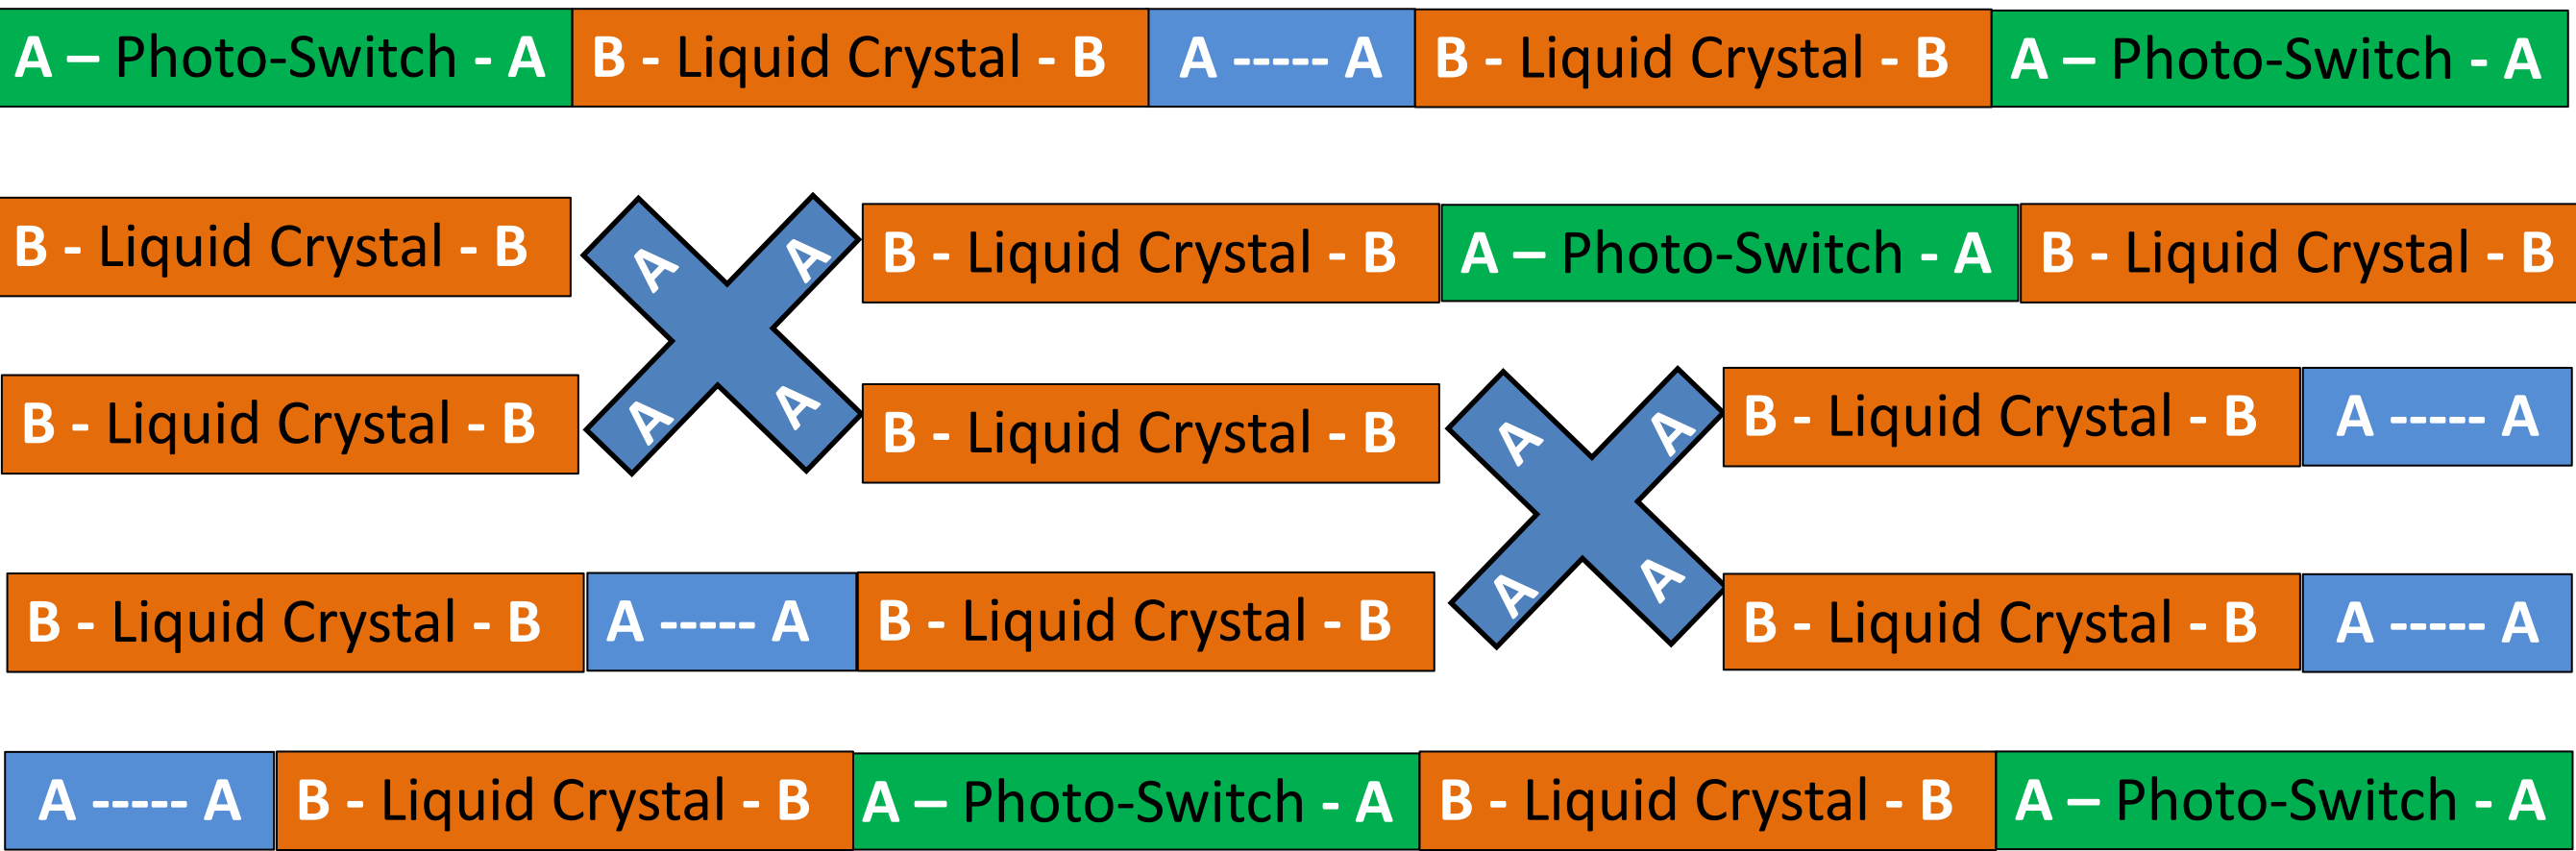 A – Photo-Switch - A B - Liquid Crystal - B A ----- A B - Liquid Crystal - B A – Photo-Switch - A
B - Liquid Crystal - B A A B - Liquid Crystal - B A – Photo-Switch - A B - Liquid Crystal - B
B - Liquid Crystal - B A A B - Liquid Crystal - B A A B - Liquid Crystal - B A ----- A
B - Liquid Crystal - B A ----- A B - Liquid Crystal - B A A B - Liquid Crystal - B A ----- A
A ----- A B - Liquid Crystal - B A – Photo-Switch - A B - Liquid Crystal - B A – Photo-Switch - A